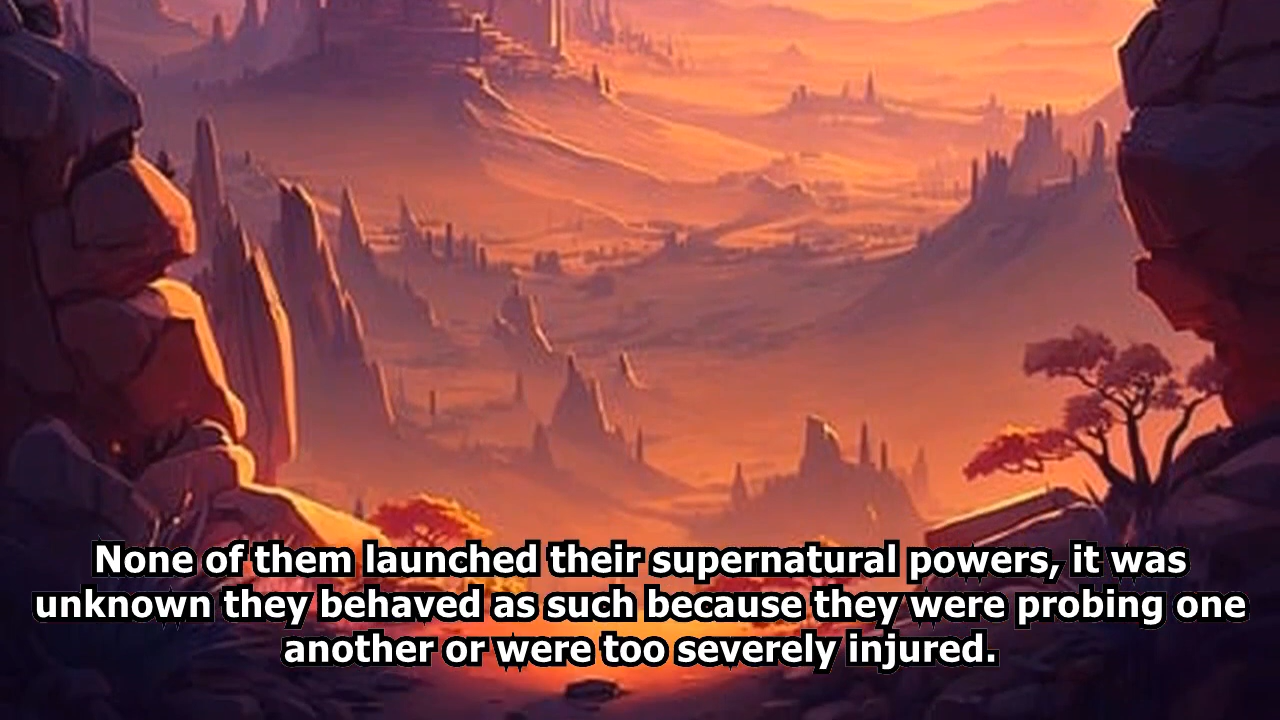 None of them launched their supernatural powers, it was
unknown they behaved as such because they were probing one
another or were too severely injured.